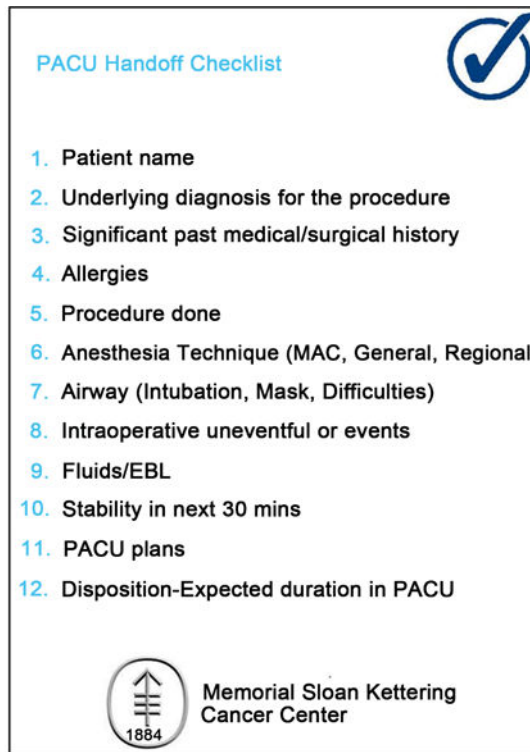 PACU Handoff Checklist
1. Patient name
2. Underlying diagnosis for the procedure
3. Significant past medical/surgical history
4. Allergies
5. Procedure done
6. Anesthesia Technique (MAC, General, Regional
7. Airway (Intubation, Mask, Difficulties)
8. Intraoperative uneventful or events
9. Fluids/EBL
10. Stability in next 30 mins
11. PACU plans
12. Disposition-Expected duration in PACU
1884
Memorial Sloan Kettering
Cancer Center